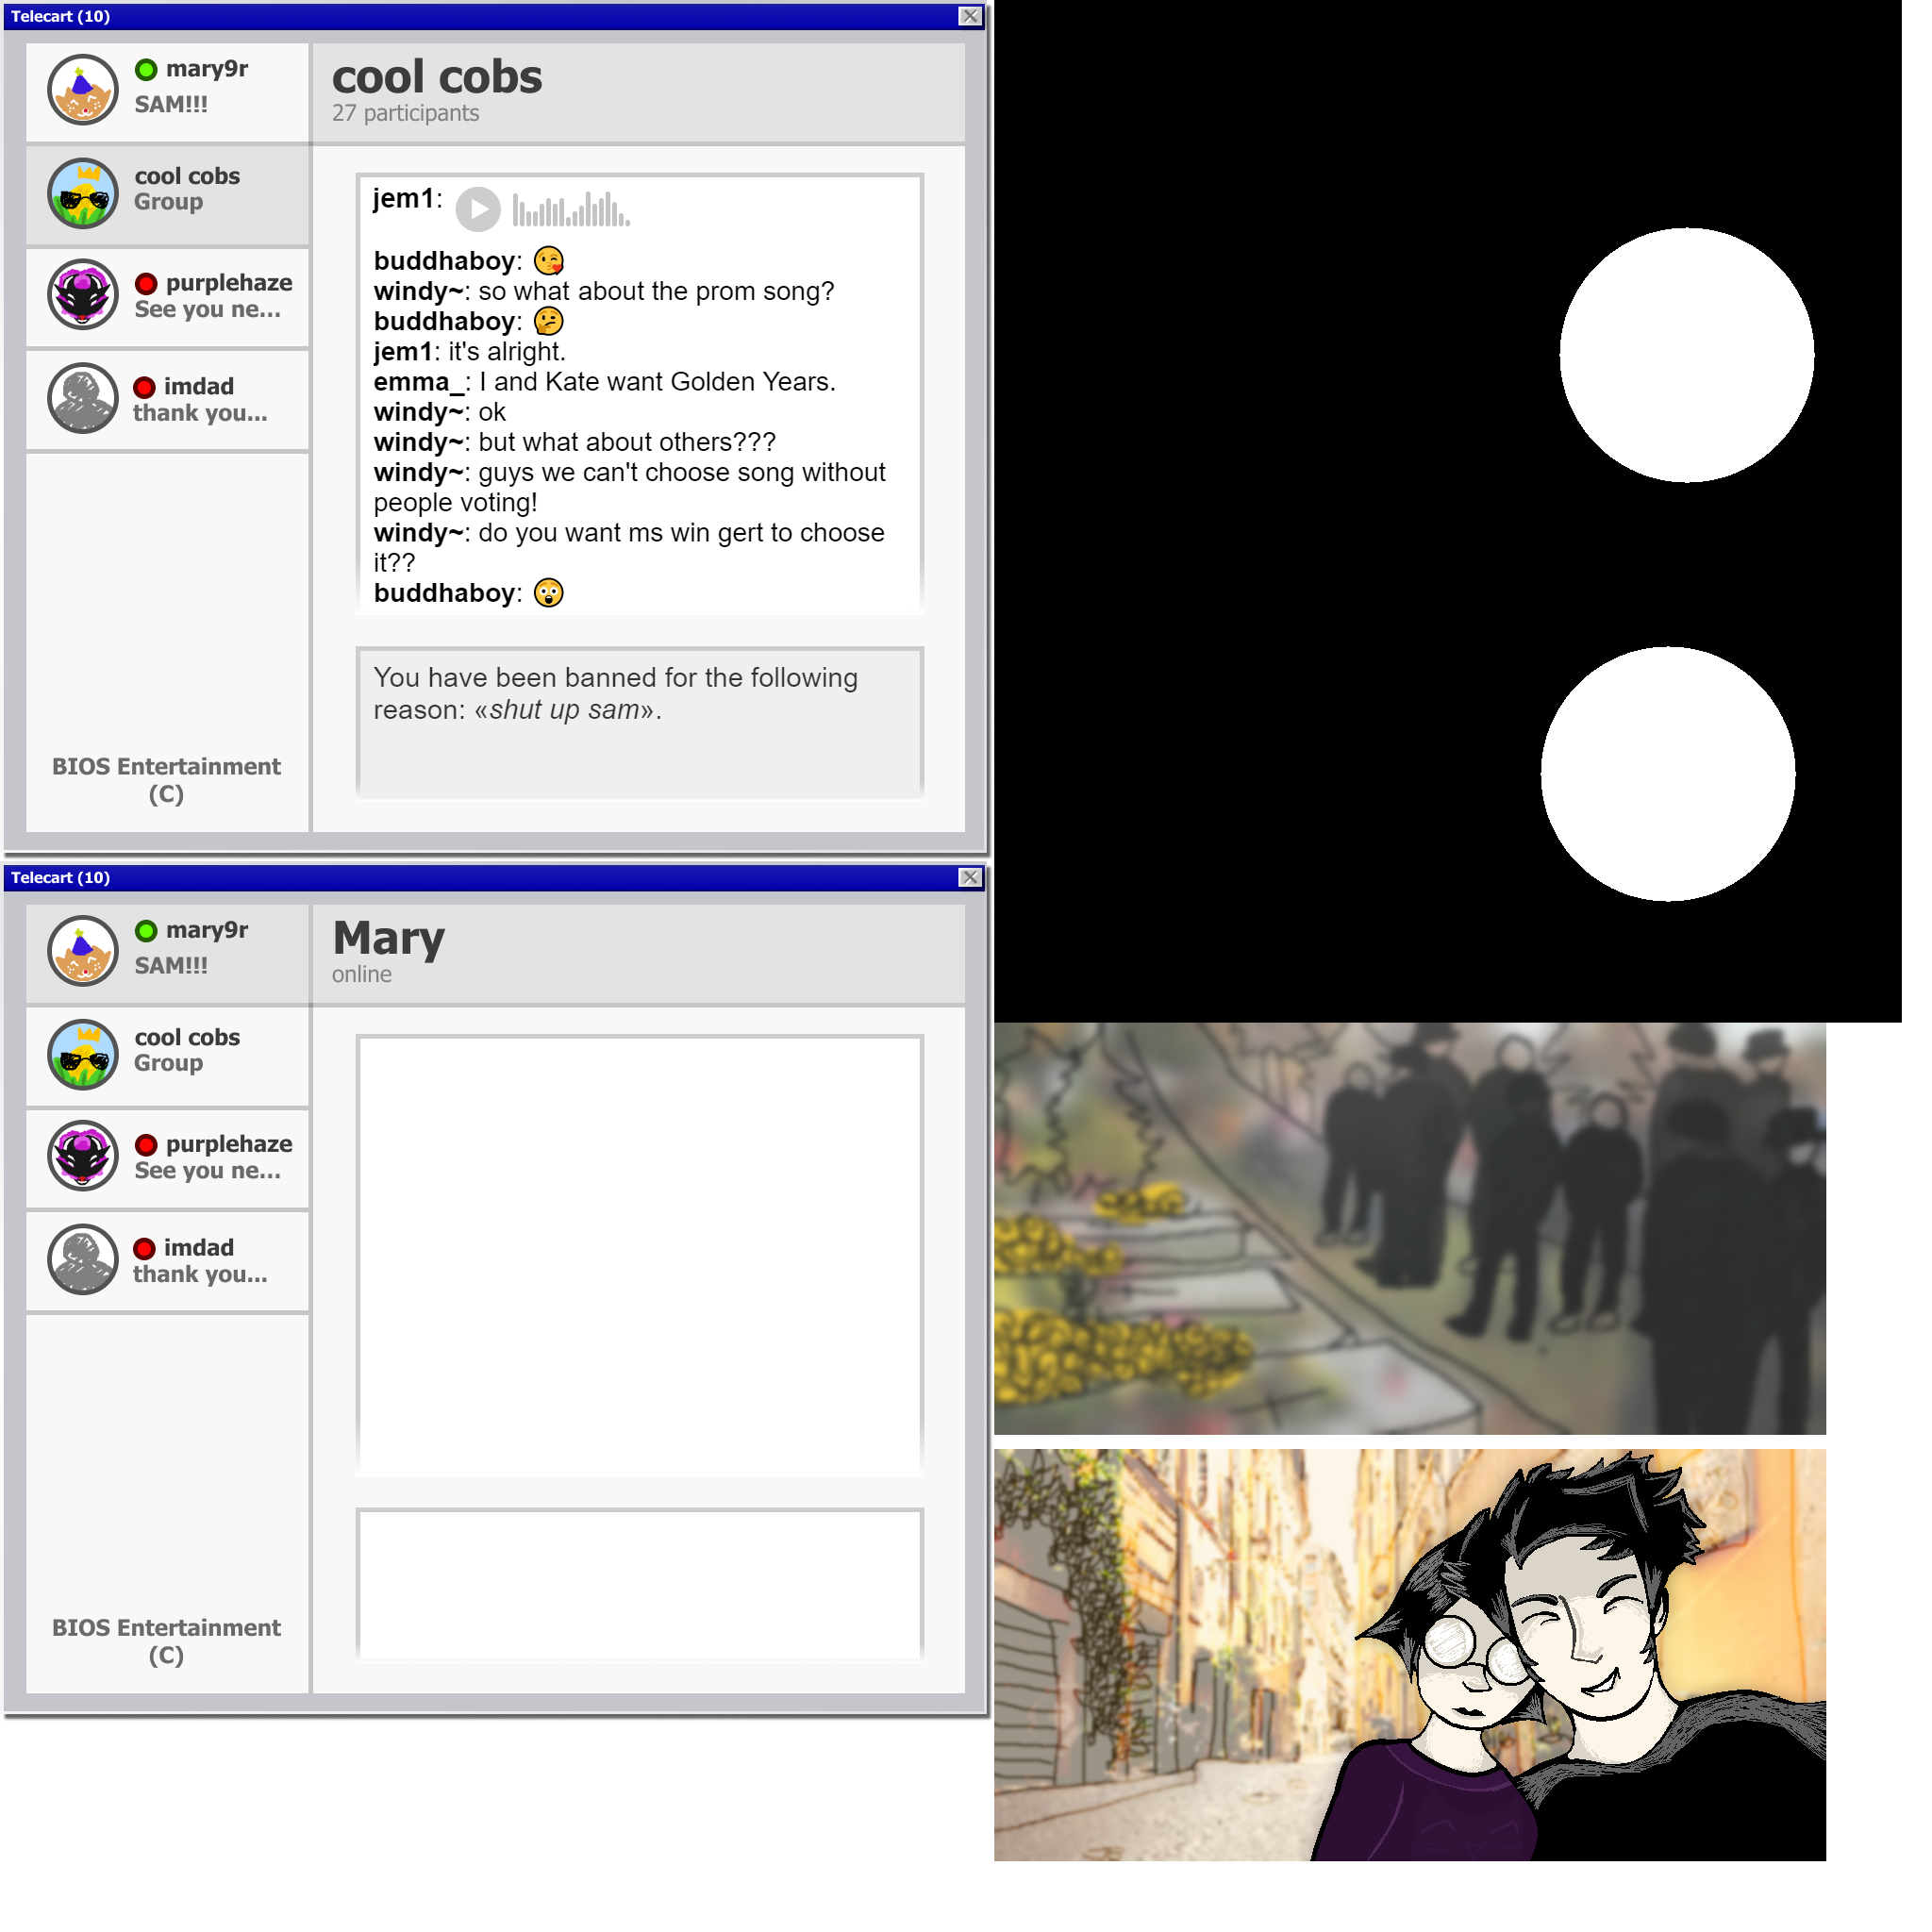 Telecart (10)
mary9r
SAM!!!
cool cobs
Group
purplehaze
See you ne...
imdad
thank you...
BIOS Entertainment
(C)
cool cobs
27 participants
jem1:
buddhaboy: 😘
windy~: so what about the prom song?
buddhaboy: 🤔
jem1: it's alright.
emma_: I and Kate want Golden Years.
windy~: ok
windy~: but what about others???
windy~: guys we can't choose song without
people voting!
windy~: do you want ms win gert to choose
it??
buddhaboy: 😲
You have been banned for the following
reason: «shut up sam».
Telecart (10)
mary9r
SAM!!!
cool cobs
Group
purplehaze
See you ne...
imdad
thank you...
BIOS Entertainment
(C)
Mary
online